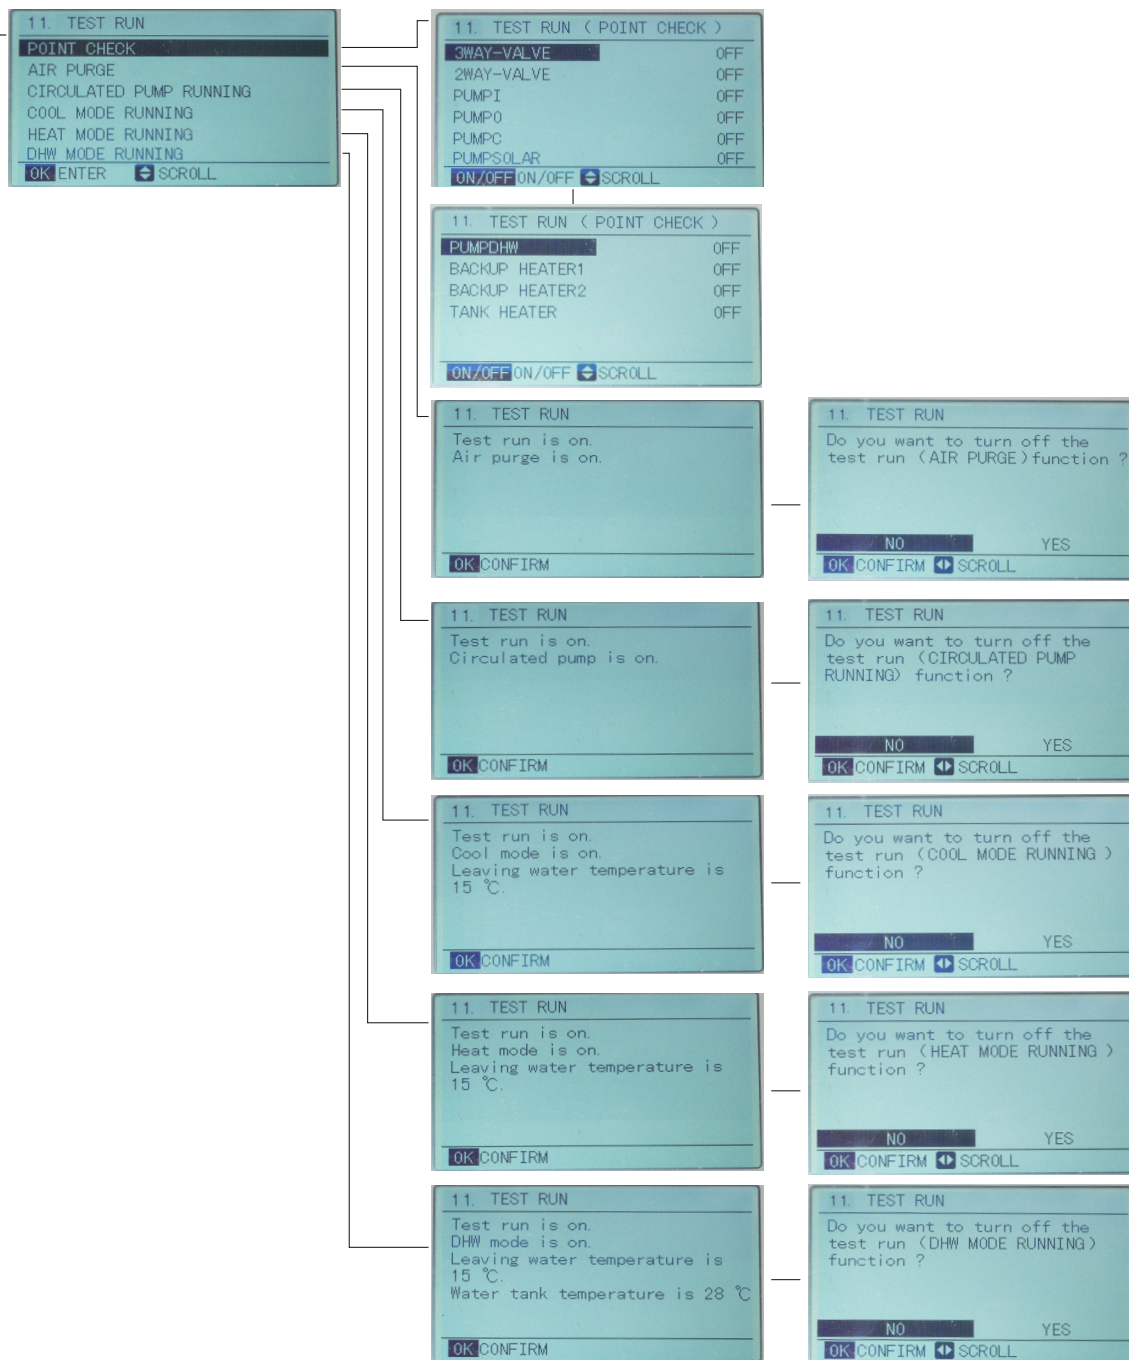 11. TEST RUN
POINT CHECK
AIR PURGE
CIRCULATED PUMP RUNNING
COOL MODE RUNNING
HEAT MODE RUNNING
DHW MODE RUNNING
OK ENTER SCROLL
11. TEST RUN ( POINT CHECK )
3WAY-VALVE OFF
2WAY-VALVE OFF
PUMPI OFF
PUMPO OFF
PUMPC OFF
PUMPSOLAR OFF
ON/OFF ON/OFF SCROLL
11. TEST RUN ( POINT CHECK )
PUMPDHW OFF
BACKUP HEATER1 OFF
BACKUP HEATER2 OFF
TANK HEATER OFF
ON/OFF ON/OFF SCROLL
11. TEST RUN
Test run is on.
Air purge is on.
OK CONFIRM
11. TEST RUN
Do you want to turn off the
test run (AIR PURGE)function ?
NO YES
OK CONFIRM SCROLL
11. TEST RUN
Test run is on.
Circulated pump is on.
OK CONFIRM
11. TEST RUN
Do you want to turn off the
test run (CIRCULATED PUMP
RUNNING) function ?
NO YES
OK CONFIRM SCROLL
11. TEST RUN
Test run is on.
Cool mode is on.
Leaving water temperature is
15 ℃.
OK CONFIRM
11. TEST RUN
Do you want to turn off the
test run (COOL MODE RUNNING )
function ?
NO YES
OK CONFIRM SCROLL
11. TEST RUN
Test run is on.
Heat mode is on.
Leaving water temperature is
15 ℃.
OK CONFIRM
11. TEST RUN
Do you want to turn off the
test run (HEAT MODE RUNNING )
function ?
NO YES
OK CONFIRM SCROLL
11. TEST RUN
Test run is on.
DHW mode is on.
Leaving water temperature is
15 ℃.
Water tank temperature is 28 ℃
OK CONFIRM
11. TEST RUN
Do you want to turn off the
test run (DHW MODE RUNNING)
function ?
NO YES
OK CONFIRM SCROLL